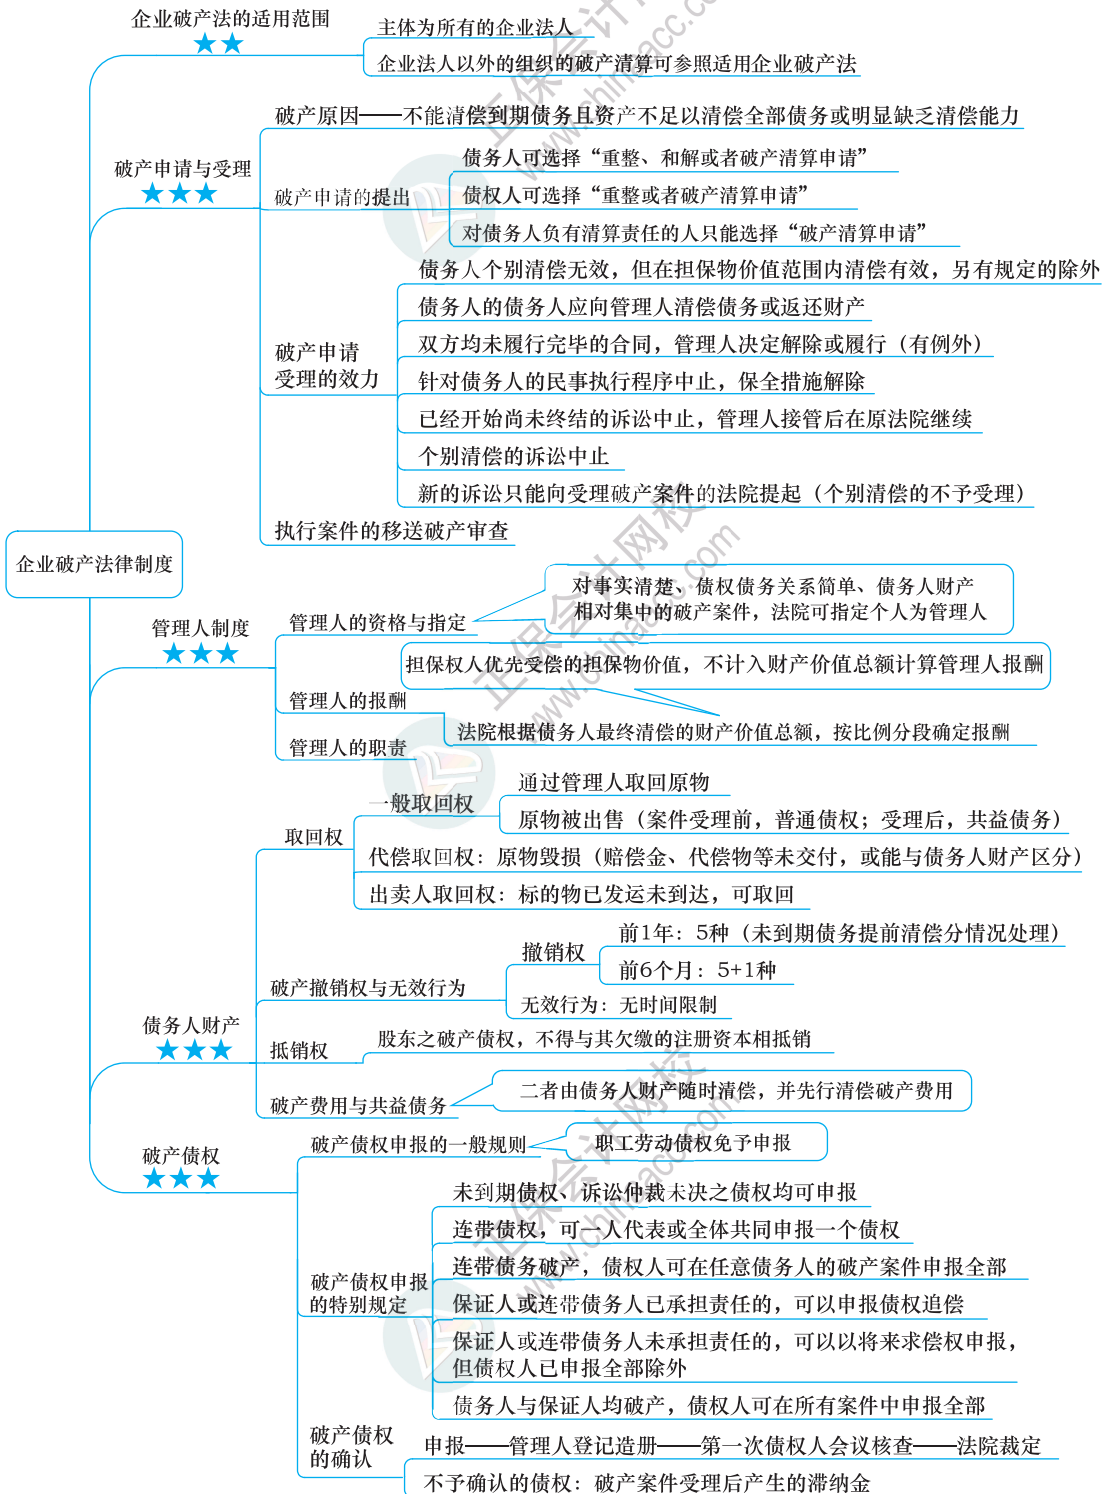 企业破产法的适用范围
★★
主体为所有的企业法人
企业法人以外的组织的破产清算可参照适用企业破产法
破产原因——不能清偿到期债务且资产不足以清偿全部债务或明显缺乏清偿能力
破产申请与受理
★★★
破产申请的提出
债务人可选择“重整、和解或者破产清算申请”
债权人可选择“重整或者破产清算申请”
对债务人负有清算责任的人只能选择“破产清算申请”
破产申请
受理的效力
债务人个别清偿无效，但在担保物价值范围内清偿有效，另有规定的除外
债务人的债务人应向管理人清偿债务或返还财产
双方均未履行完毕的合同，管理人决定解除或履行（有例外）
针对债务人的民事执行程序中止，保全措施解除
已经开始尚未终结的诉讼中止，管理人接管后在原法院继续
个别清偿的诉讼中止
新的诉讼只能向受理破产案件的法院提起（个别清偿的不予受理）
执行案件的移送破产审查
企业破产法律制度
管理人制度
★★★
管理人的资格与指定
对事实清楚、债权债务关系简单、债务人财产
相对集中的破产案件，法院可指定个人为管理人
担保权人优先受偿的担保物价值，不计入财产价值总额计算管理人报酬
管理人的报酬
法院根据债务人最终清偿的财产价值总额，按比例分段确定报酬
管理人的职责
取回权
一般取回权
通过管理人取回原物
原物被出售（案件受理前，普通债权；受理后，共益债务）
代偿取回权：原物毁损（赔偿金、代偿物等未交付，或能与债务人财产区分）
出卖人取回权：标的物已发运未到达，可取回
破产撤销权与无效行为
撤销权
前1年：5种（未到期债务提前清偿分情况处理）
前6个月：5+1种
无效行为：无时间限制
债务人财产
★★★
抵销权
股东之破产债权，不得与其欠缴的注册资本相抵销
破产费用与共益债务
二者由债务人财产随时清偿，并先行清偿破产费用
破产债权
★★★
破产债权申报的一般规则
职工劳动债权免予申报
破产债权申报
的特别规定
未到期债权、诉讼仲裁未决之债权均可申报
连带债权，可一人代表或全体共同申报一个债权
连带债务破产，债权人可在任意债务人的破产案件申报全部
保证人或连带债务人已承担责任的，可以申报债权追偿
保证人或连带债务人未承担责任的，可以以将来求偿权申报，
但债权人已申报全部除外
债务人与保证人均破产，债权人可在所有案件中申报全部
破产债权
的确认
申报——管理人登记造册——第一次债权人会议核查——法院裁定
不予确认的债权：破产案件受理后产生的滞纳金
正保会计网校
www.chinaacc.com
正保会计网校
www.chinaacc.com
正保会计网校
www.chinaacc.com